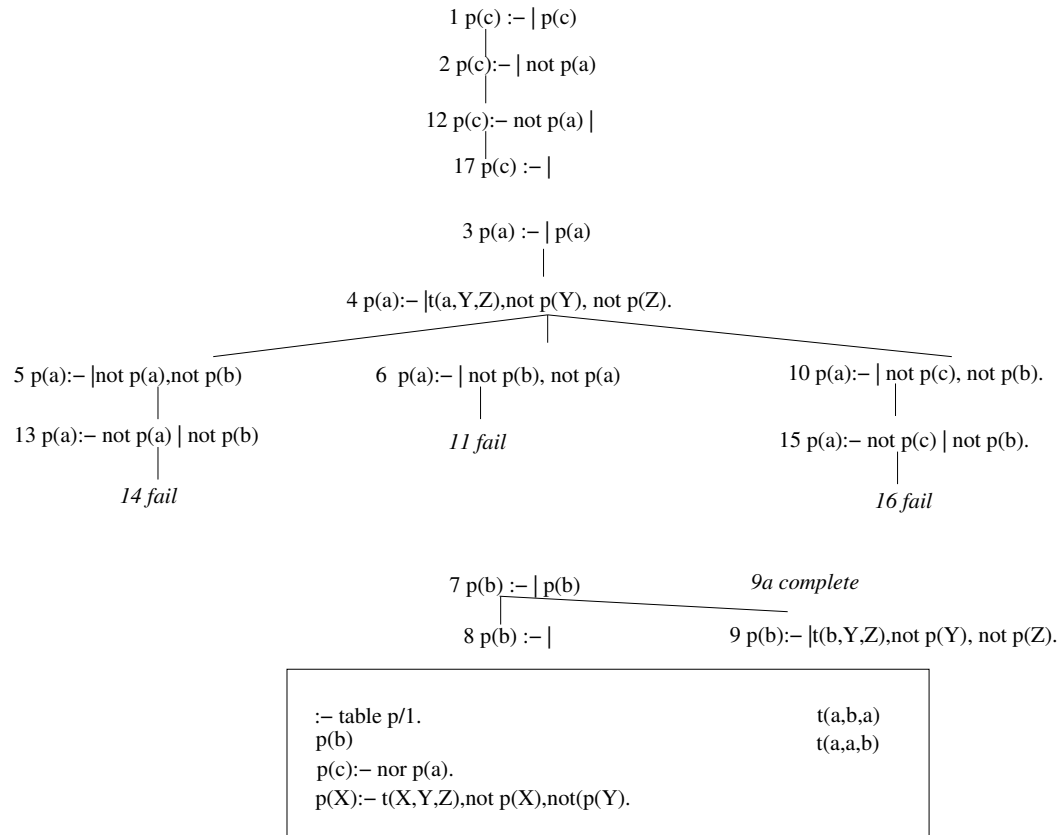 1 p(c) :− | p(c)
2 p(c):− | not p(a)
12 p(c):− not p(a) |
17 p(c) :− |
3 p(a) :− | p(a)
4 p(a):− |t(a,Y,Z),not p(Y), not p(Z).
5 p(a):− |not p(a),not p(b)
6 p(a):− | not p(b), not p(a)
10 p(a):− | not p(c), not p(b).
13 p(a):− not p(a) | not p(b)
11 fail
15 p(a):− not p(c) | not p(b).
14 fail
16 fail
7 p(b) :− | p(b)
9a complete
8 p(b) :− |
9 p(b):− |t(b,Y,Z),not p(Y), not p(Z).
:− table p/1.
t(a,b,a)
p(b)
t(a,a,b)
p(c):− nor p(a).
p(X):− t(X,Y,Z),not p(X),not(p(Y).